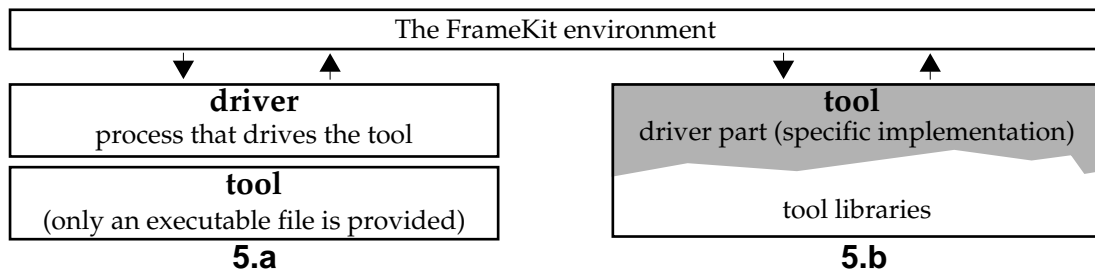 The FrameKit environment
driver
process that drives the tool
tool
(only an executable file is provided)
5.a
tool
driver part (specific implementation)
tool libraries
5.b